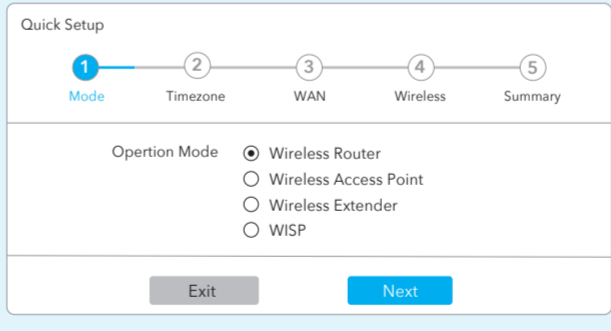 Quick Setup
1 2 3 4 5
Mode Timezone WAN Wireless Summary
Opertion Mode Wireless Router
Wireless Access Point
Wireless Extender
WISP
Exit Next